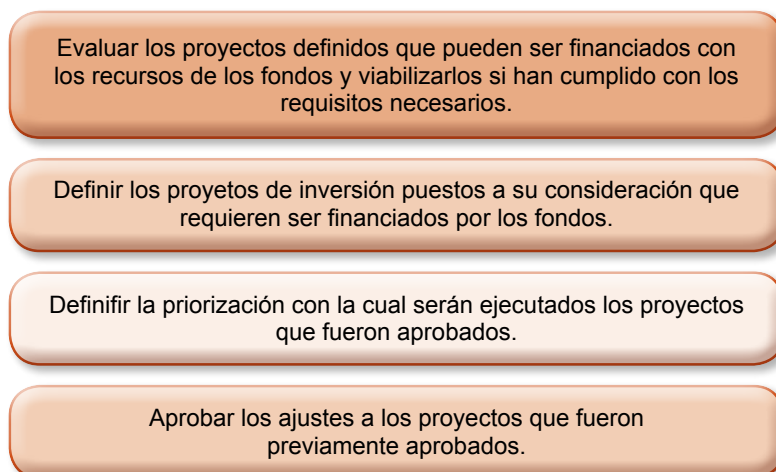 Evaluar los proyectos definidos que pueden ser financiados con
los recursos de los fondos y viabilizarlos si han cumplido con los
requisitos necesarios.
Definir los proyetos de inversión puestos a su consideración que
requieren ser financiados por los fondos.
Definifir la priorización con la cual serán ejecutados los proyectos
que fueron aprobados.
Aprobar los ajustes a los proyectos que fueron
previamente aprobados.